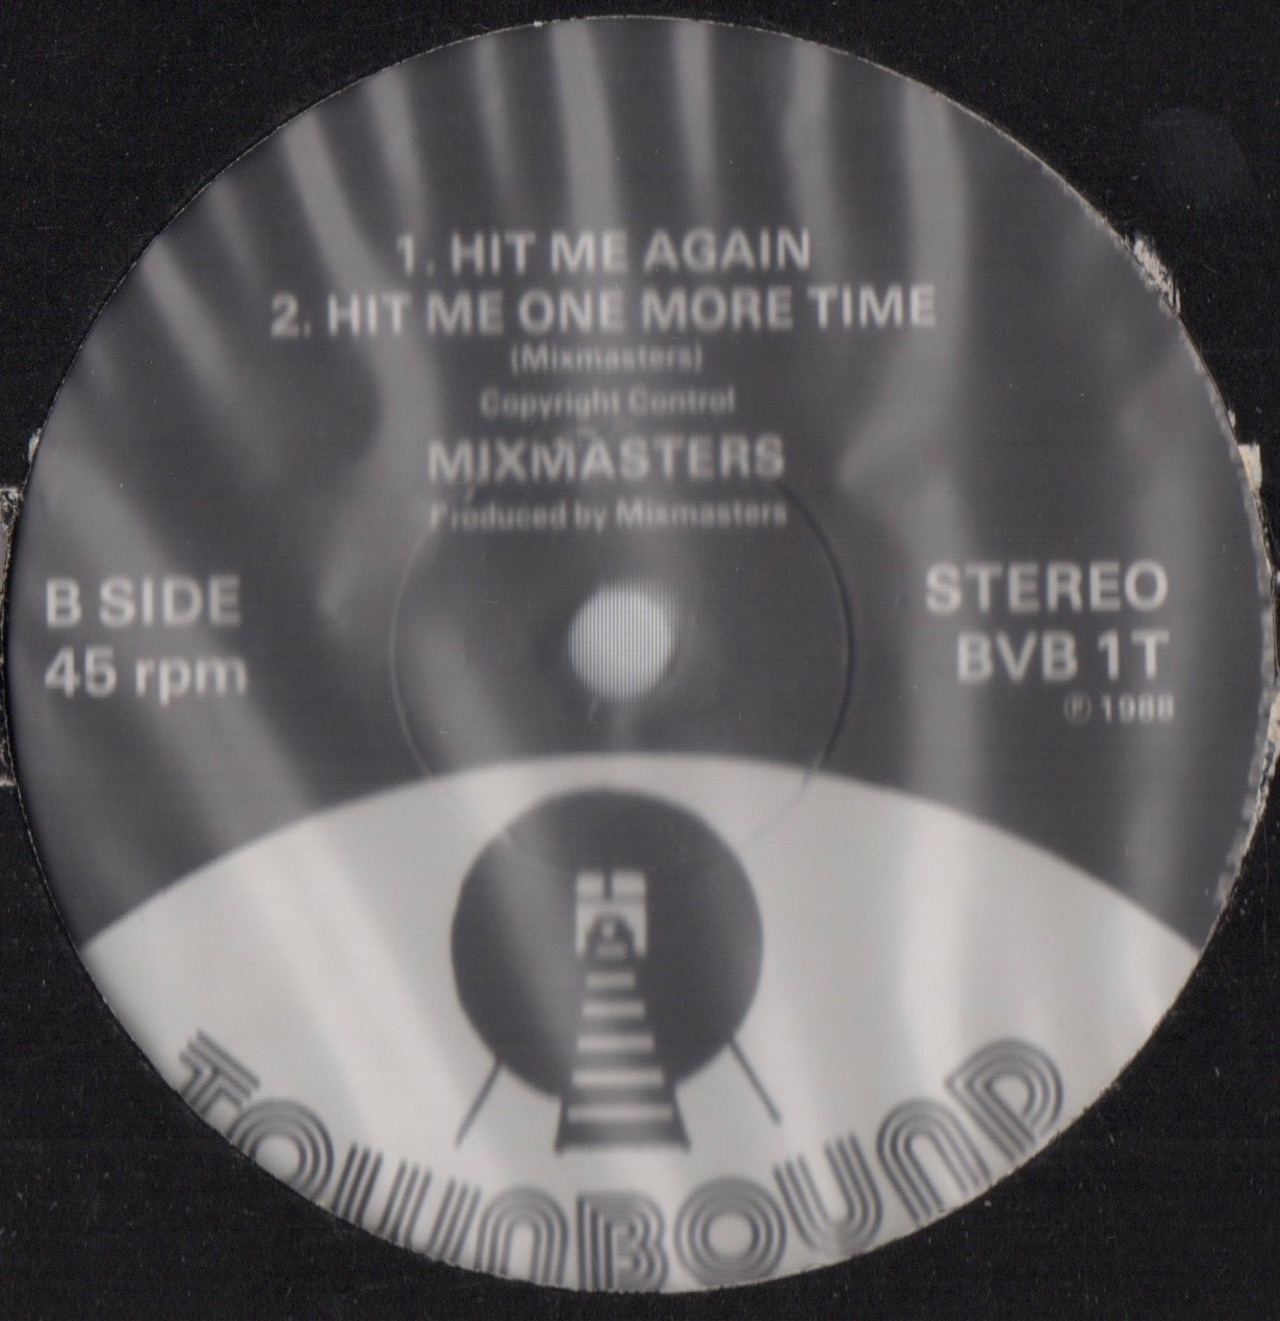 1. HIT ME AGAIN
2. HIT ME ONE MORE TIME
(Mixmasters)
Copyright Control
MIXMASTERS
Produced by Mixmasters
B SIDE
45 rpm
STEREO
BVB 1T
℗ 1988
TOWNBOUND